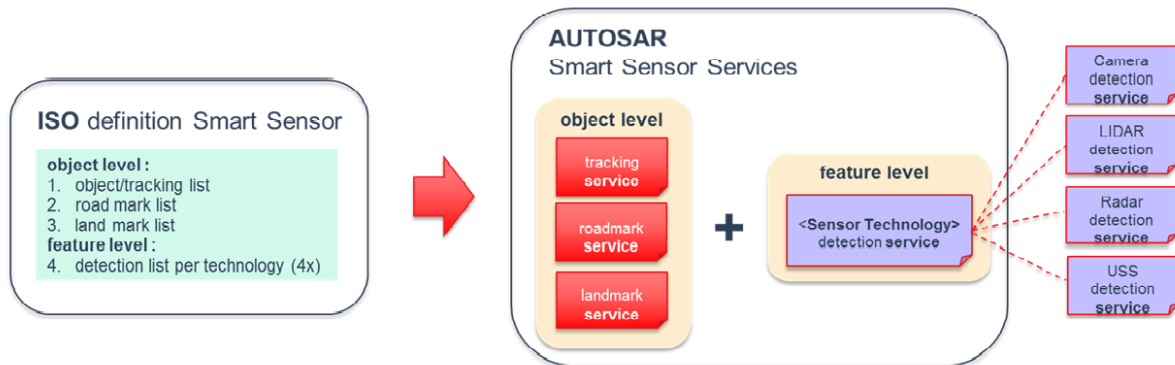 ISO definition Smart Sensor
object level :
1. object/tracking list
2. road mark list
3. land mark list
feature level :
4. detection list per technology (4x)
AUTOSAR
Smart Sensor Services
object level
tracking
service
roadmark
service
landmark
service
+
feature level
<Sensor Technology>
detection service
Camera
detection
service
LIDAR
detection
service
Radar
detection
service
USS
detection
service